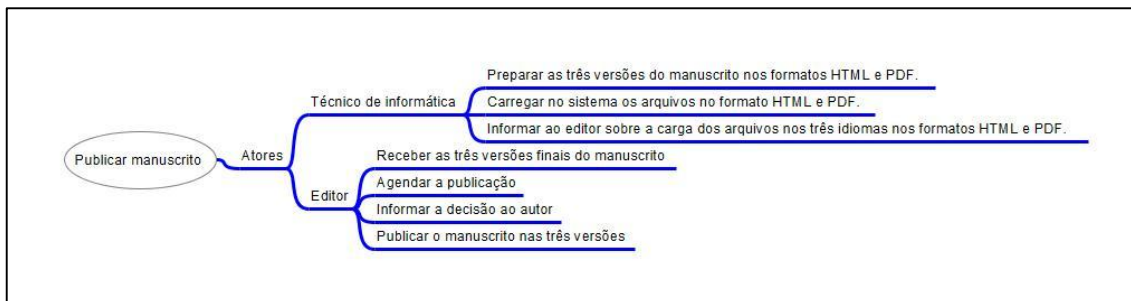 Preparar as três versões do manuscrito nos formatos HTML e PDF.
Técnico de informática
Carregar no sistema os arquivos no formato HTML e PDF.
Informar ao editor sobre a carga dos arquivos nos três idiomas nos formatos HTML e PDF.
Publicar manuscrito
Atores
Receber as três versões finais do manuscrito
Agendar a publicação
Editor
Informar a decisão ao autor
Publicar o manuscrito nas três versões